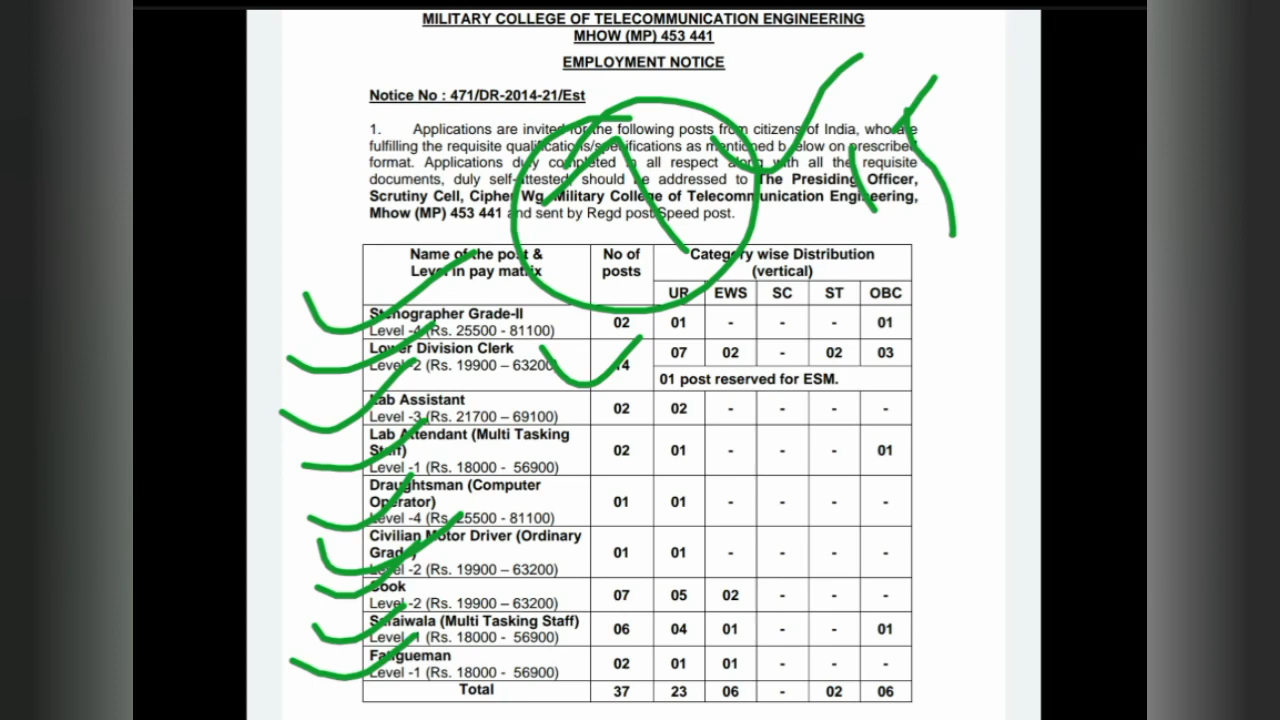 MILITARY COLLEGE OF TELECOMMUNICATION ENGINEERING
MHOW (MP) 453 441
EMPLOYMENT NOTICE
Notice No : 471/DR-2014-21/Est
1. Applications are invited for the following posts from citizens of India, who are
fulfilling the requisite qualifications/specifications as mentioned b elow on prescribed
format. Applications duly completed in all respect along with all the requisite
documents, duly self-attested, should be addressed to The Presiding Officer,
Scrutiny Cell, Cipher Wg, Military College of Telecommunication Engineering,
Mhow (MP) 453 441 and sent by Regd post/Speed post.
Name of the post & No of Category wise Distribution
Level in pay matrix posts (vertical)
UR EWS SC ST OBC
Stenographer Grade-II
Level -4 (Rs. 25500 - 81100) 02 01 - - - 01
Lower Division Clerk
Level -2 (Rs. 19900 – 63200) 14 07 02 - 02 03
01 post reserved for ESM.
Lab Assistant
Level -3 (Rs. 21700 - 69100) 02 02 - - - -
Lab Attendant (Multi Tasking
Staff)
Level -1 (Rs. 18000 - 56900) 02 01 - - - 01
Draughtsman (Computer
Operator)
Level -4 (Rs. 25500 - 81100) 01 01 - - - -
Civilian Motor Driver (Ordinary
Grade)
Level -2 (Rs. 19900 – 63200) 01 01 - - - -
Cook
Level -2 (Rs. 19900 – 63200) 07 05 02 - - -
Safaiwala (Multi Tasking Staff)
Level -1 (Rs. 18000 - 56900) 06 04 01 - - 01
Fatigueman
Level -1 (Rs. 18000 - 56900) 02 01 01 - - -
Total 37 23 06 - 02 06